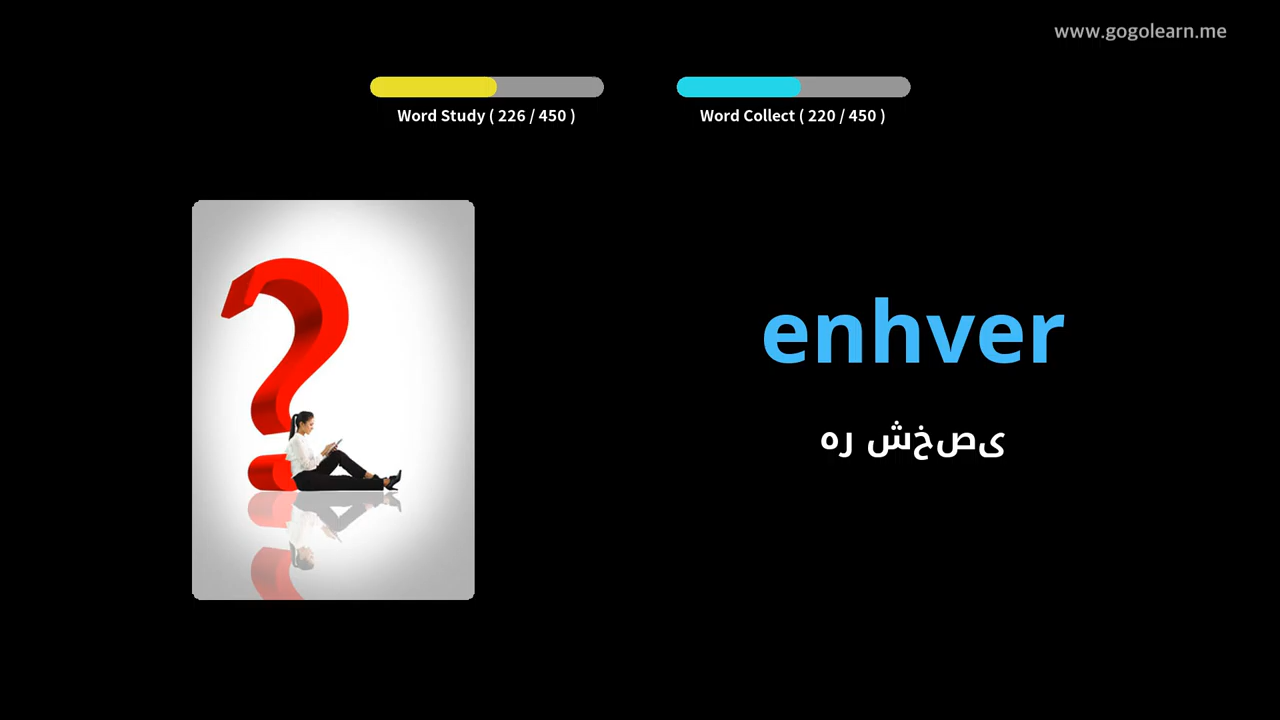 www.gogolearn.me
Word Study ( 226 / 450 )
Word Collect ( 220 / 450 )
enhver
هر شخصی